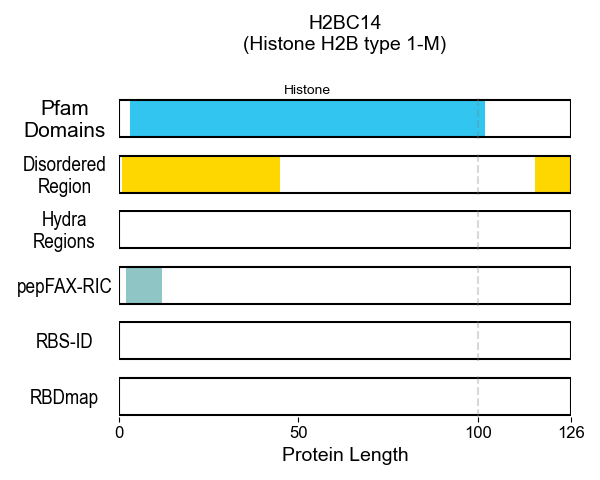 H2BC14
(Histone H2B type 1-M)
Histone
Pfam
Domains
Disordered
Region
Hydra
Regions
pepFAX-RIC
RBS-ID
RBDmap
0 50 100 126
Protein Length